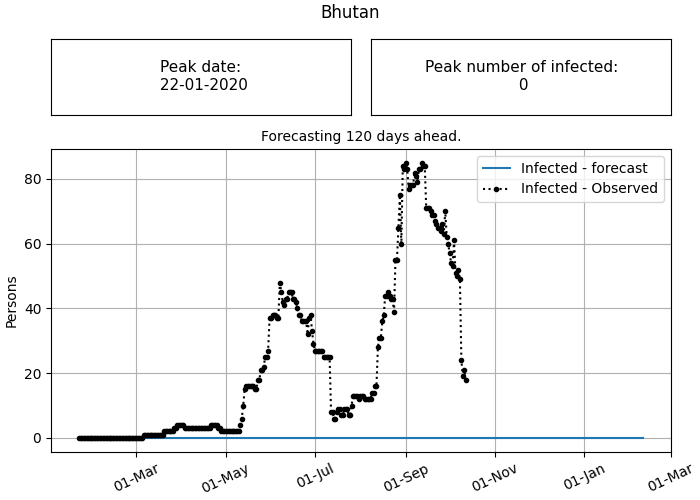 Bhutan
Peak date:
22-01-2020
Peak number of infected:
0
Forecasting 120 days ahead.
Infected - forecast
Infected - Observed
Persons
80
60
40
20
0
01-Mar
01-May
01-Jul
01-Sep
01-Nov
01-Jan
01-Mar